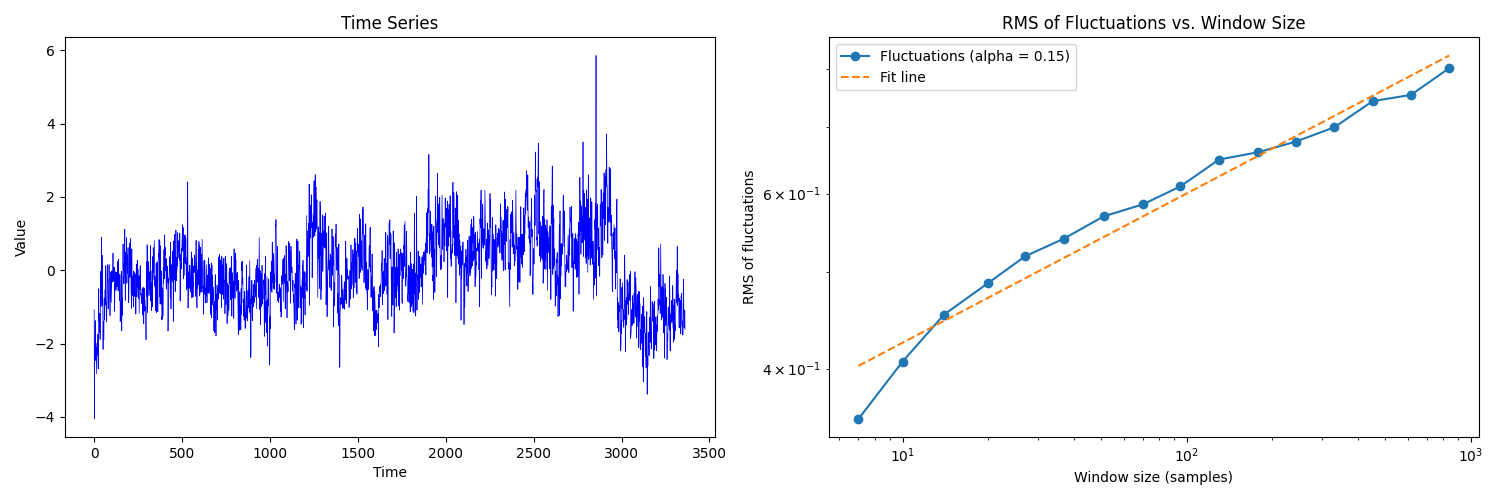 Time Series
Value
6
4
2
0
−2
−4
0 500 1000 1500 2000 2500 3000 3500
Time
RMS of Fluctuations vs. Window Size
Fluctuations (alpha = 0.15)
Fit line
RMS of fluctuations
6 × 10⁻¹
4 × 10⁻¹
10¹ 10² 10³
Window size (samples)